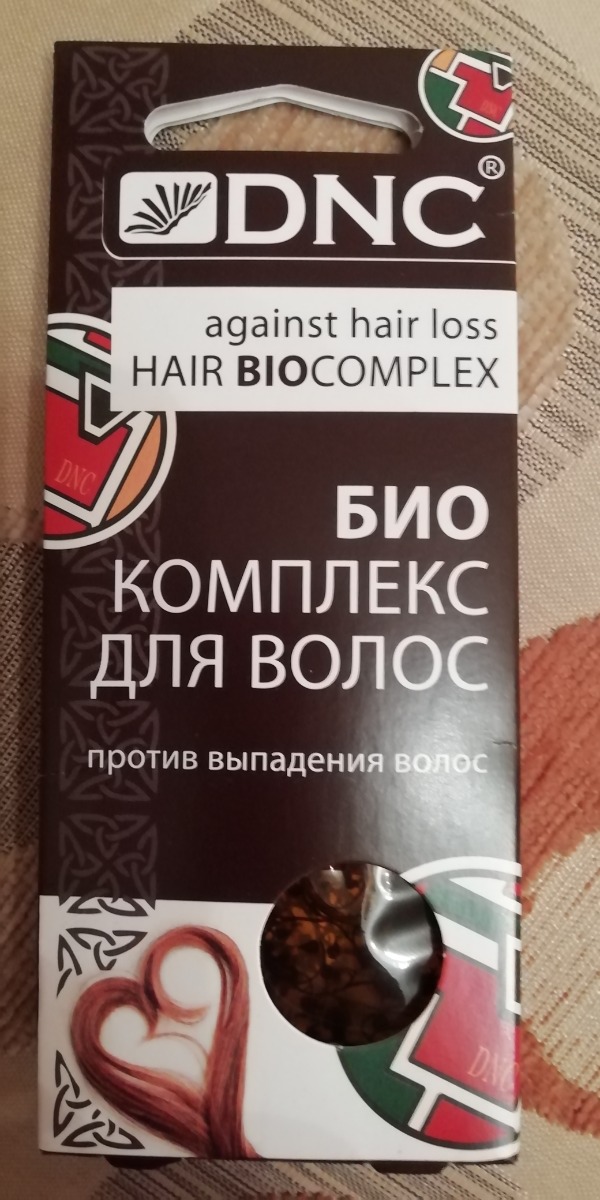 DNC®
against hair loss
HAIR BIOCOMPLEX
DNC
БИО
КОМПЛЕКС
ДЛЯ ВОЛОС
против выпадения волос
DNC